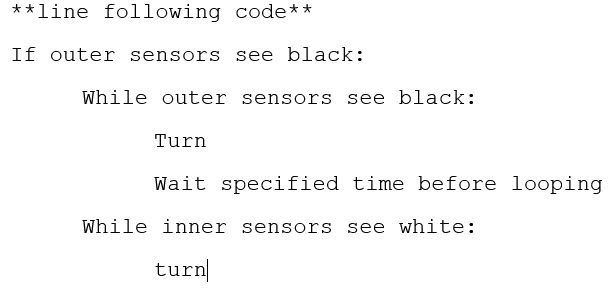 **line following code**
If outer sensors see black:
While outer sensors see black:
Turn
Wait specified time before looping
While inner sensors see white:
turn